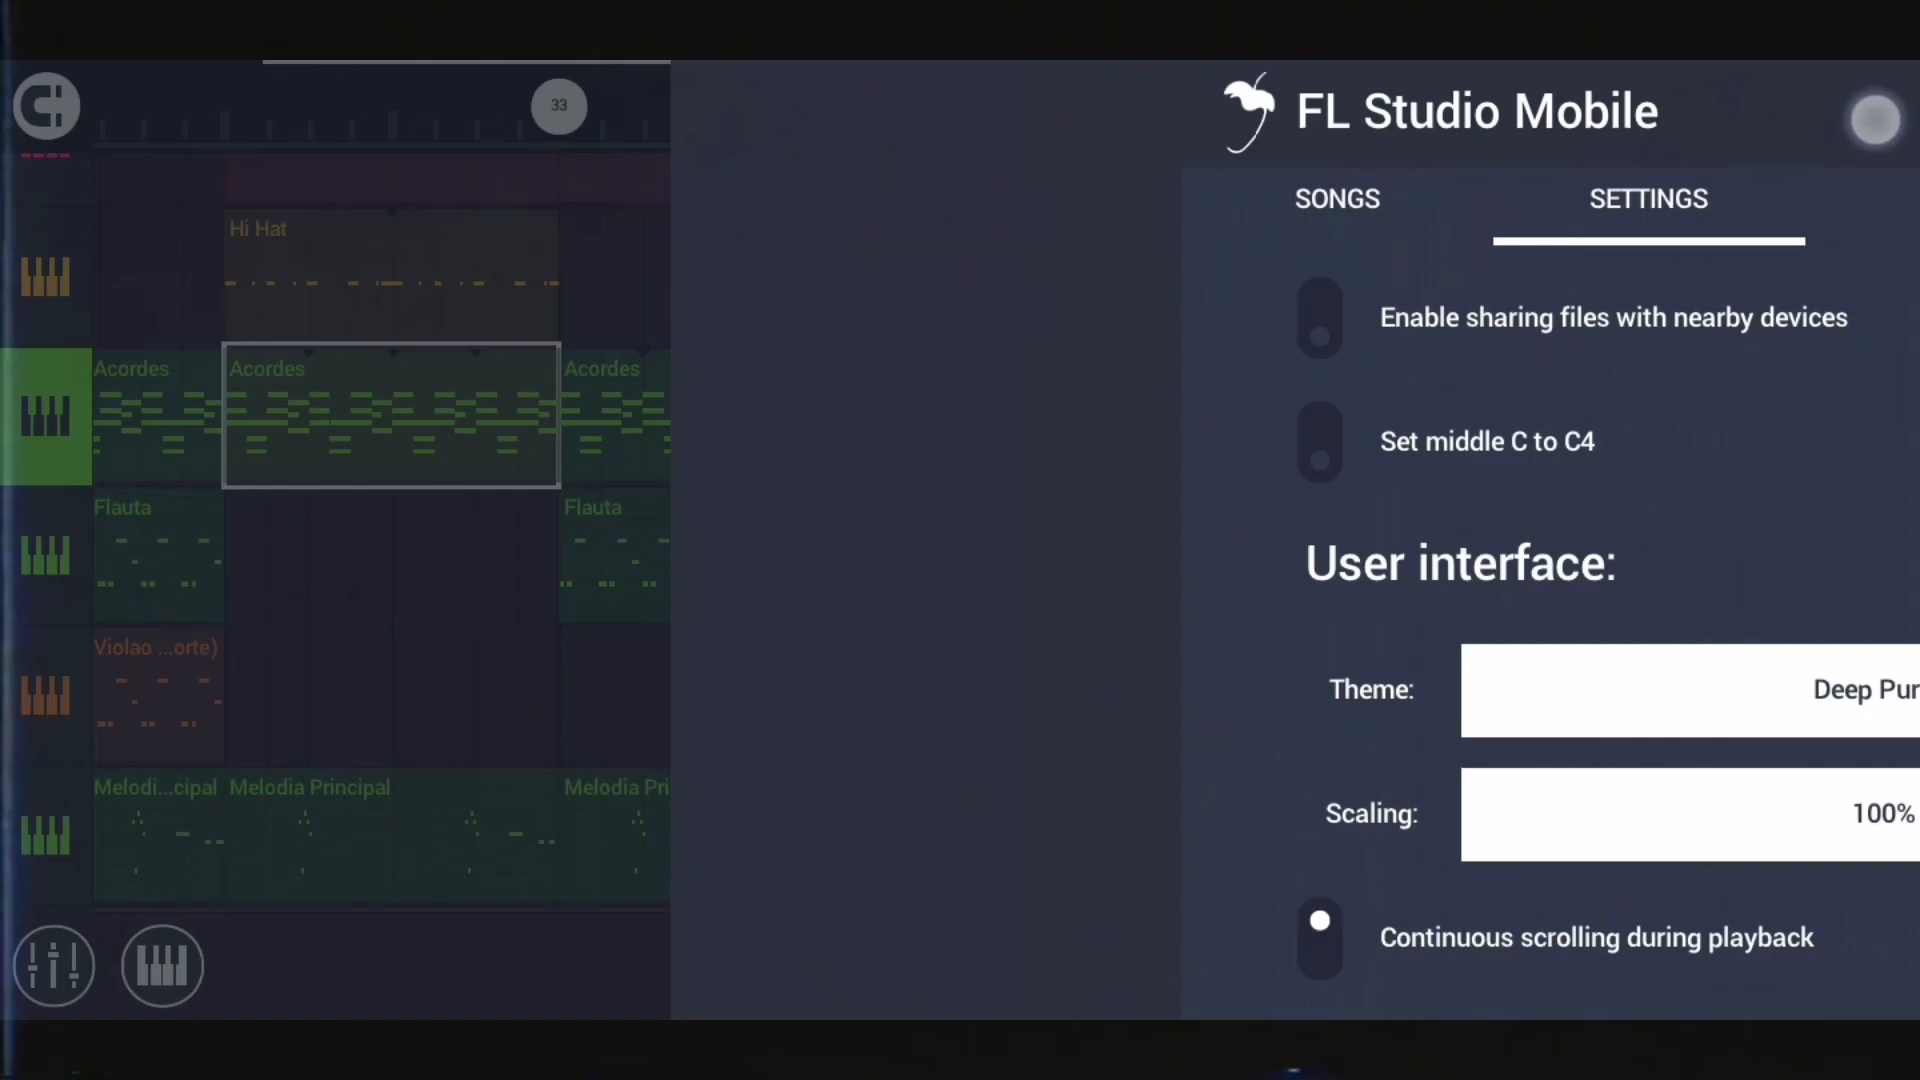 33
Hi Hat
Acordes
Acordes
Acordes
Flauta
Flauta
Violao ...orte)
Melodi...cipal
Melodia Principal
Melodia Pri
FL Studio Mobile
SONGS
SETTINGS
Enable sharing files with nearby devices
Set middle C to C4
User interface:
Theme:
Deep Pur
Scaling:
100%
Continuous scrolling during playback